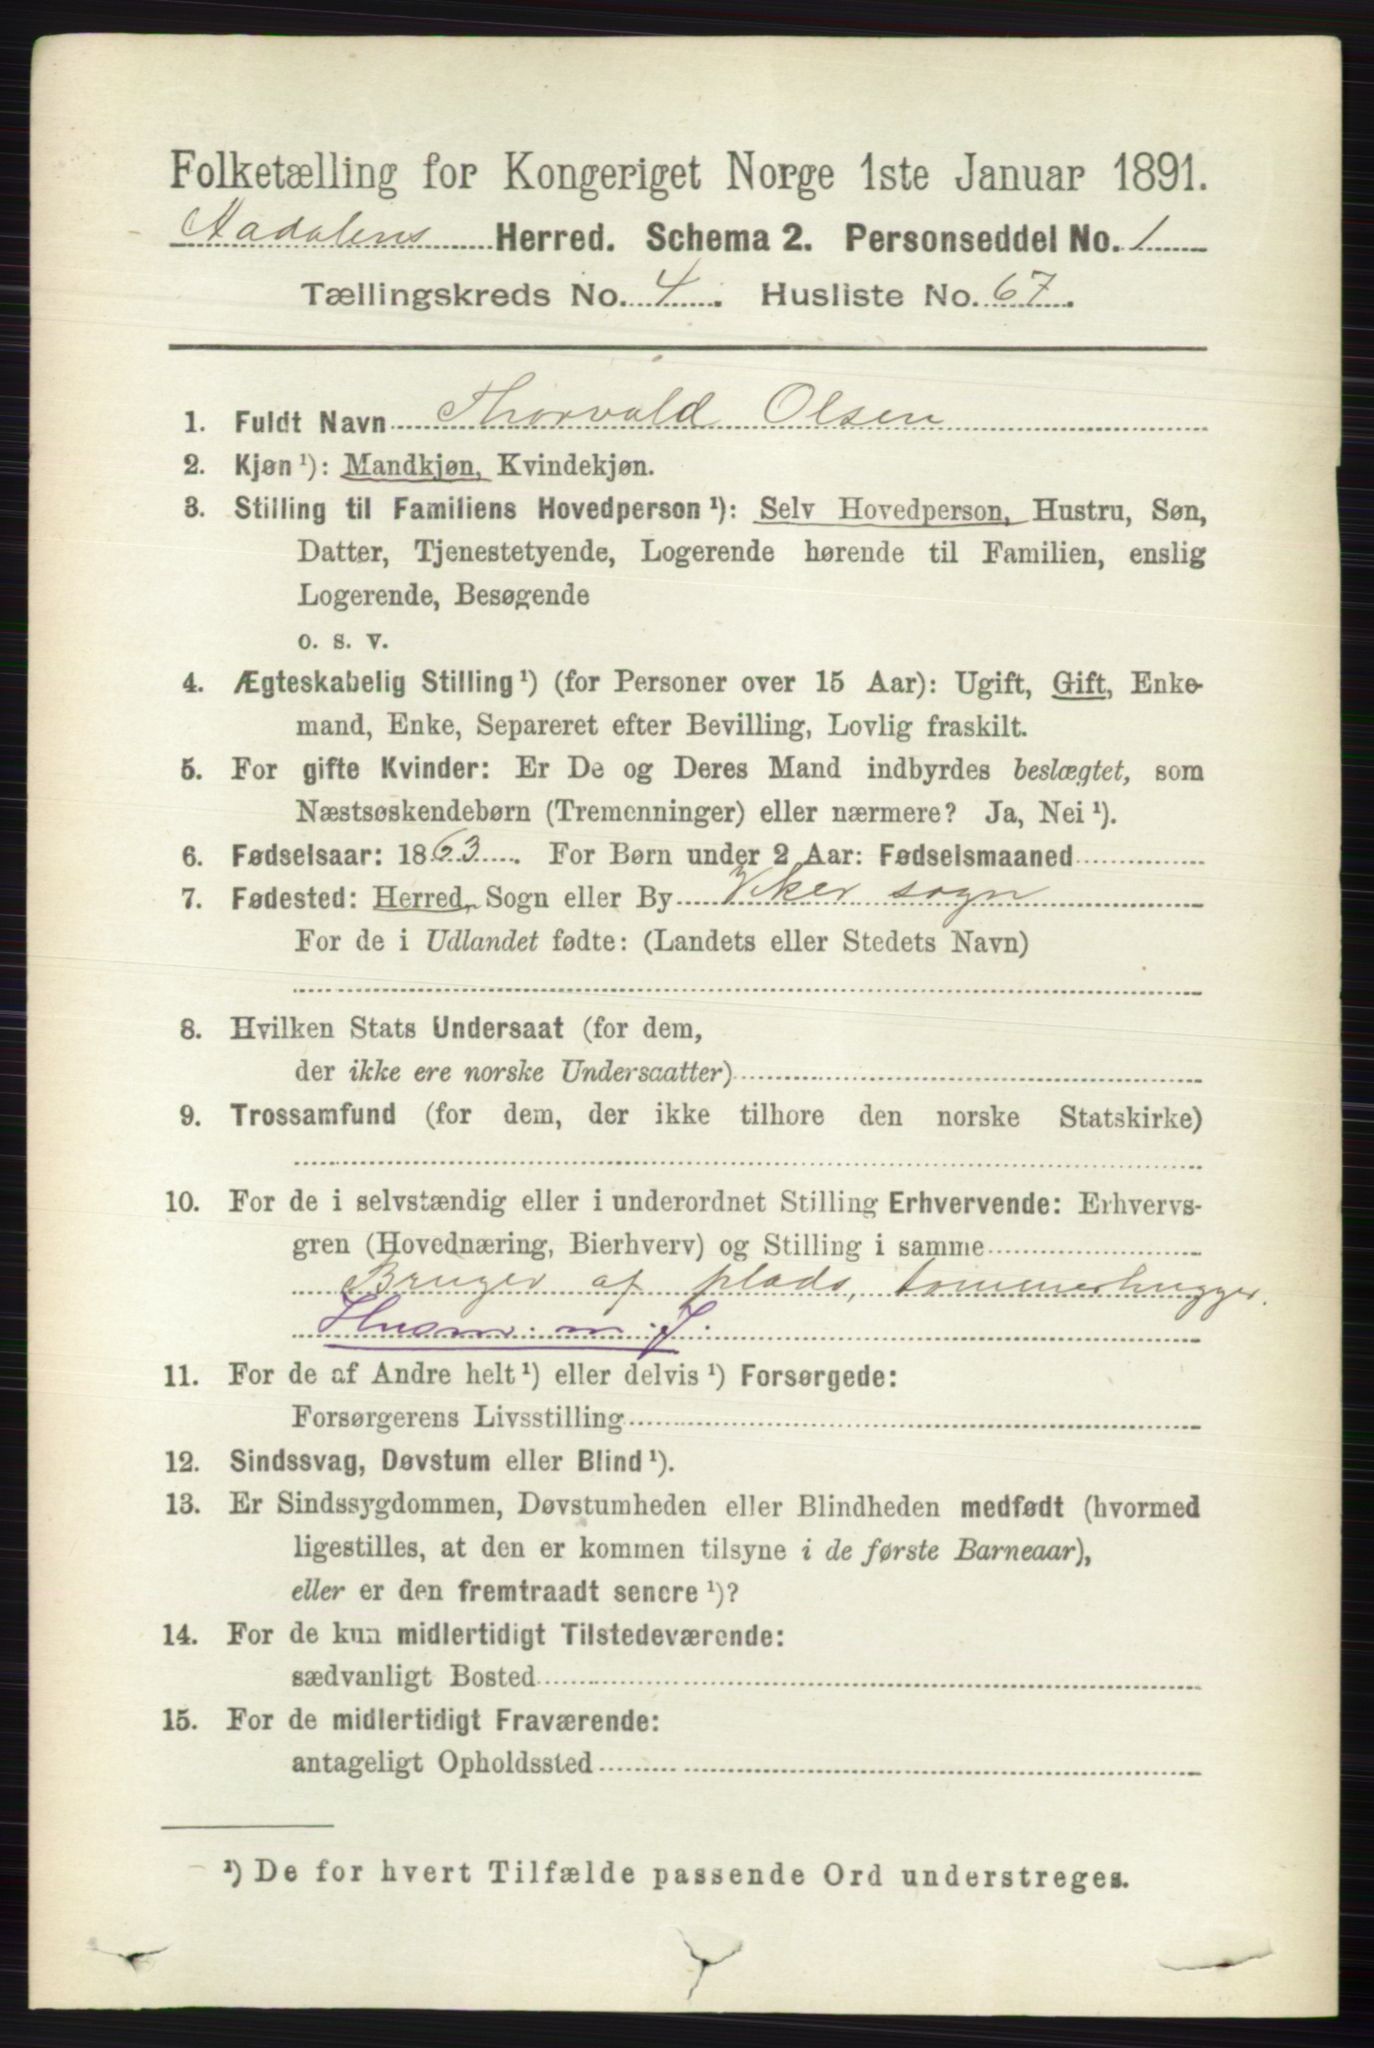 Folketælling for Kongeriget Norge 1ste Januar 1891.
Aadalens Herred. Schema 2. Personseddel No. 1
Tællingskreds No. 4. Husliste No. 67.
1. Fuldt Navn Thorvald Olsen
2. Kjøn ¹): Mandkjøn, Kvindekjøn.
3. Stilling til Familiens Hovedperson ¹): Selv Hovedperson, Hustru, Søn,
Datter, Tjenestetyende, Logerende hørende til Familien, enslig
Logerende, Besøgende
o. s. v.
4. Ægteskabelig Stilling ¹) (for Personer over 15 Aar): Ugift, Gift, Enke-
mand, Enke, Separeret efter Bevilling, Lovlig fraskilt.
5. For gifte Kvinder: Er De og Deres Mand indbyrdes beslægtet, som
Næstsøskendebørn (Tremenninger) eller nærmere? Ja, Nei ¹).
6. Fødselsaar: 1863. For Børn under 2 Aar: Fødselsmaaned
7. Fødested: Herred, Sogn eller By Viker sogn
For de i Udlandet fødte: (Landets eller Stedets Navn)
8. Hvilken Stats Undersaat (for dem,
der ikke ere norske Undersaatter)
9. Trossamfund (for dem, der ikke tilhøre den norske Statskirke)
10. For de i selvstændig eller i underordnet Stilling Erhvervende: Erhvervs-
gren (Hovednæring, Bierhverv) og Stilling i samme
Bruger af plads, tømmerhugger.
Husm. m. J.
11. For de af Andre helt ¹) eller delvis ¹) Forsørgede:
Forsørgerens Livsstilling
12. Sindssvag, Døvstum eller Blind ¹).
13. Er Sindssygdommen, Døvstumheden eller Blindheden medfødt (hvormed
ligestilles, at den er kommen tilsyne i de første Barneaar),
eller er den fremtraadt senere ¹)?
14. For de kun midlertidigt Tilstedeværende:
sædvanligt Bosted
15. For de midlertidigt Fraværende:
antageligt Opholdssted
¹) De for hvert Tilfælde passende Ord understreges.